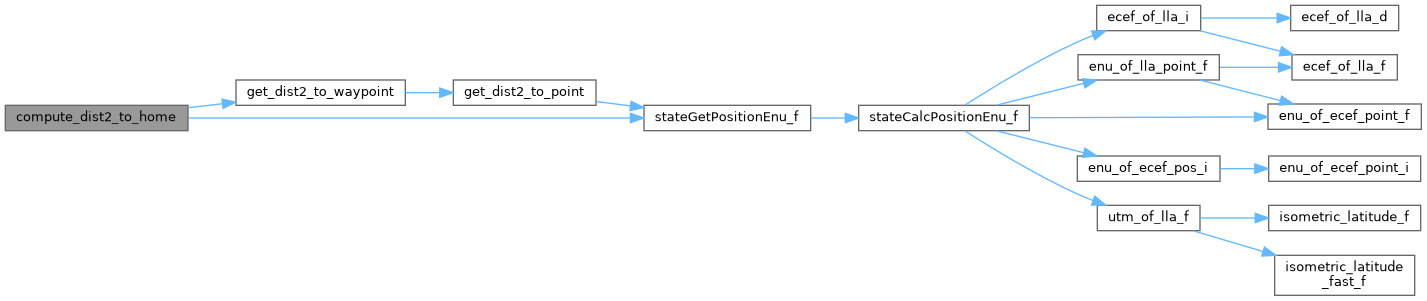 compute_dist2_to_home
get_dist2_to_waypoint
get_dist2_to_point
stateGetPositionEnu_f
stateCalcPositionEnu_f
ecef_of_lla_i
ecef_of_lla_d
ecef_of_lla_f
enu_of_lla_point_f
enu_of_ecef_point_f
enu_of_ecef_pos_i
enu_of_ecef_point_i
utm_of_lla_f
isometric_latitude_f
isometric_latitude
_fast_f